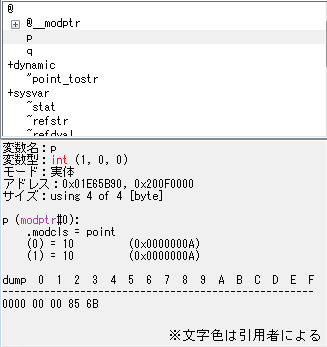 @
@__modptr
p
q
+dynamic
~point_tostr
+sysvar
~stat
~refstr
~refdval
変数名：p
変数型：int (1, 0, 0)
モード：実体
アドレス：0x01E65B90, 0x200F0000
サイズ：using 4 of 4 [byte]
p (modptr#0):
.modcls = point
(0) = 10 (0x0000000A)
(1) = 10 (0x0000000A)
dump 0 1 2 3 4 5 6 7 8 9 A B C D E F
0000 00 00 85 6B
※文字色は引用者による